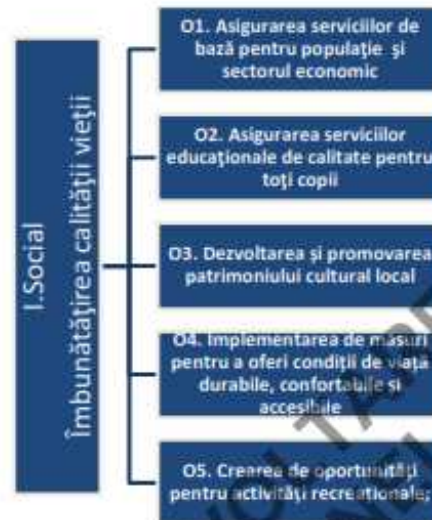 I.Social
Îmbunătățirea calității vieții
O1. Asigurarea serviciilor de
bază pentru populație și
sectorul economic
O2. Asigurarea serviciilor
educaționale de calitate pentru
toți copii
O3. Dezvoltarea și promovarea
patrimoniului cultural local
O4. Implementarea de măsuri
pentru a oferi condiții de viață
durabile, confortabile si
accesibile
O5. Crearea de oportunități
pentru activități recreaționale;